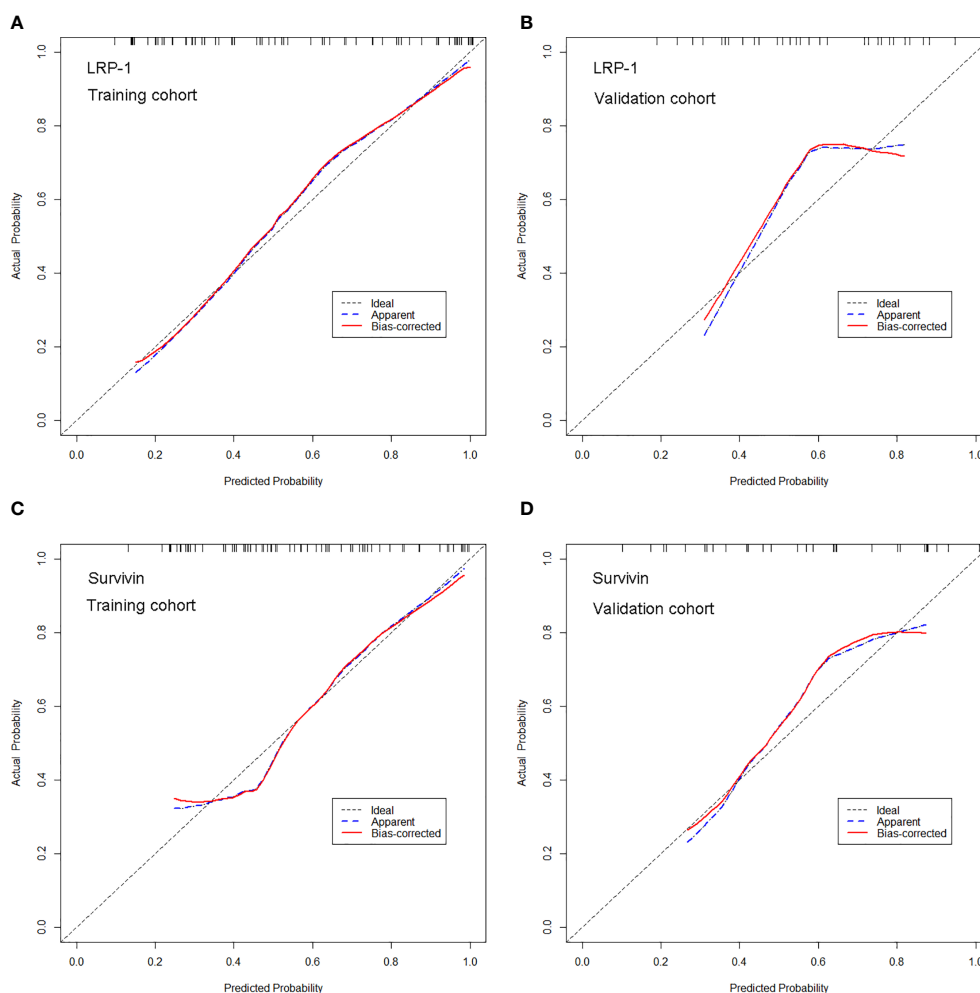 A
LRP-1
Training cohort
Actual Probability
0.0
0.2
0.4
0.6
0.8
1.0
Ideal
Apparent
Bias-corrected
0.0 0.2 0.4 0.6 0.8 1.0
Predicted Probability
B
LRP-1
Validation cohort
Actual Probability
0.0
0.2
0.4
0.6
0.8
1.0
Ideal
Apparent
Bias-corrected
0.0 0.2 0.4 0.6 0.8 1.0
Predicted Probability
C
Survivin
Training cohort
Actual Probability
0.0
0.2
0.4
0.6
0.8
1.0
Ideal
Apparent
Bias-corrected
0.0 0.2 0.4 0.6 0.8 1.0
Predicted Probability
D
Survivin
Validation cohort
Actual Probability
0.0
0.2
0.4
0.6
0.8
1.0
Ideal
Apparent
Bias-corrected
0.0 0.2 0.4 0.6 0.8 1.0
Predicted Probability